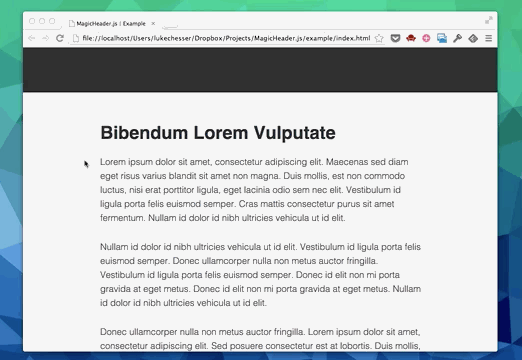 MagicHeader.js | Example
file://localhost/Users/lukechesser/Dropbox/Projects/MagicHeader.js/example/index.html
Bibendum Lorem Vulputate
Lorem ipsum dolor sit amet, consectetur adipiscing elit. Maecenas sed diam
eget risus varius blandit sit amet non magna. Duis mollis, est non commodo
luctus, nisi erat porttitor ligula, eget lacinia odio sem nec elit. Vestibulum id
ligula porta felis euismod semper. Cras mattis consectetur purus sit amet
fermentum. Nullam id dolor id nibh ultricies vehicula ut id elit.
Nullam id dolor id nibh ultricies vehicula ut id elit. Vestibulum id ligula porta felis
euismod semper. Donec ullamcorper nulla non metus auctor fringilla.
Vestibulum id ligula porta felis euismod semper. Donec id elit non mi porta
gravida at eget metus. Donec id elit non mi porta gravida at eget metus. Nullam
id dolor id nibh ultricies vehicula ut id elit.
Donec ullamcorper nulla non metus auctor fringilla. Lorem ipsum dolor sit amet,
consectetur adipiscing elit. Sed posuere consectetur est at lobortis. Duis mollis,